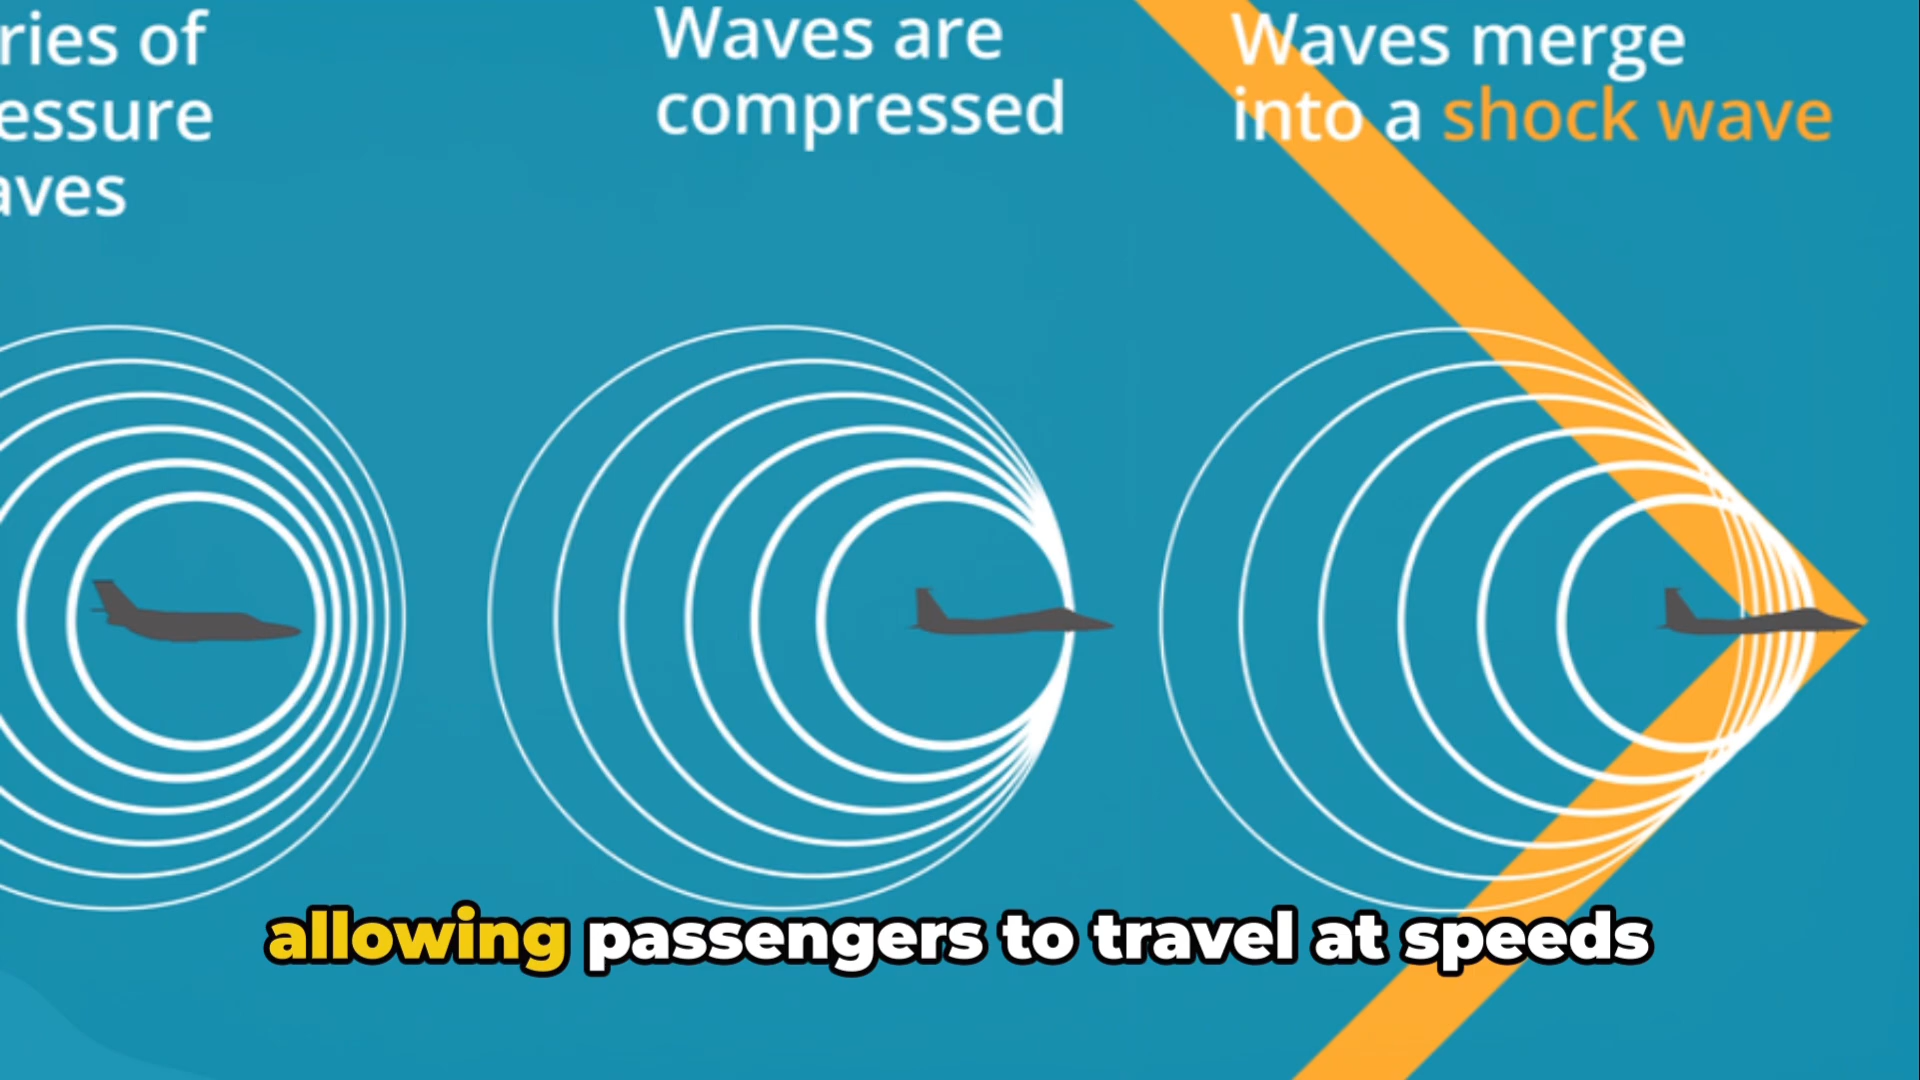 ries of
essure
aves
Waves are
compressed
Waves merge
into a shock wave
allowing passengers to travel at speeds